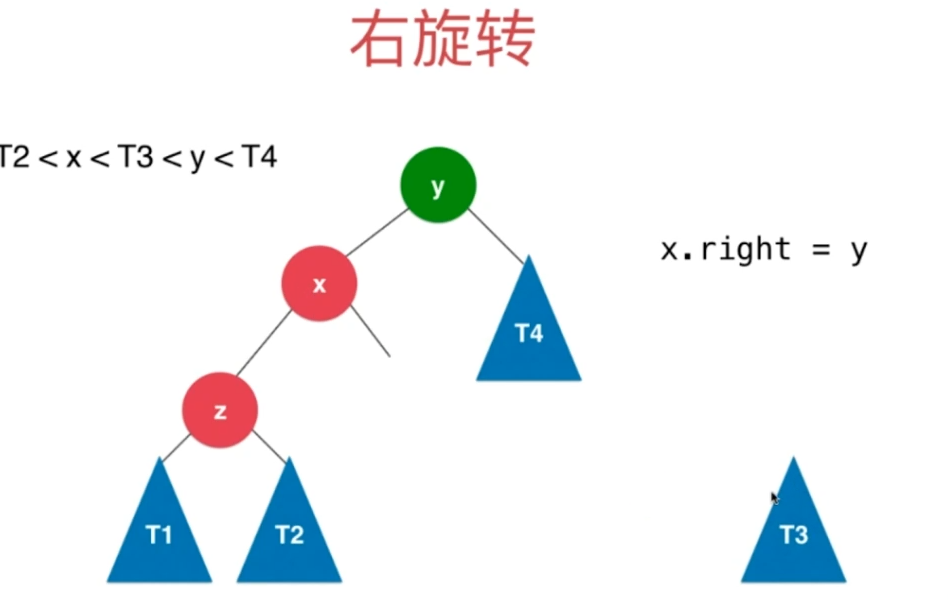 右旋转
T2 < x < T3 < y < T4
y
x.right = y
x
T4
z
T1
T2
T3